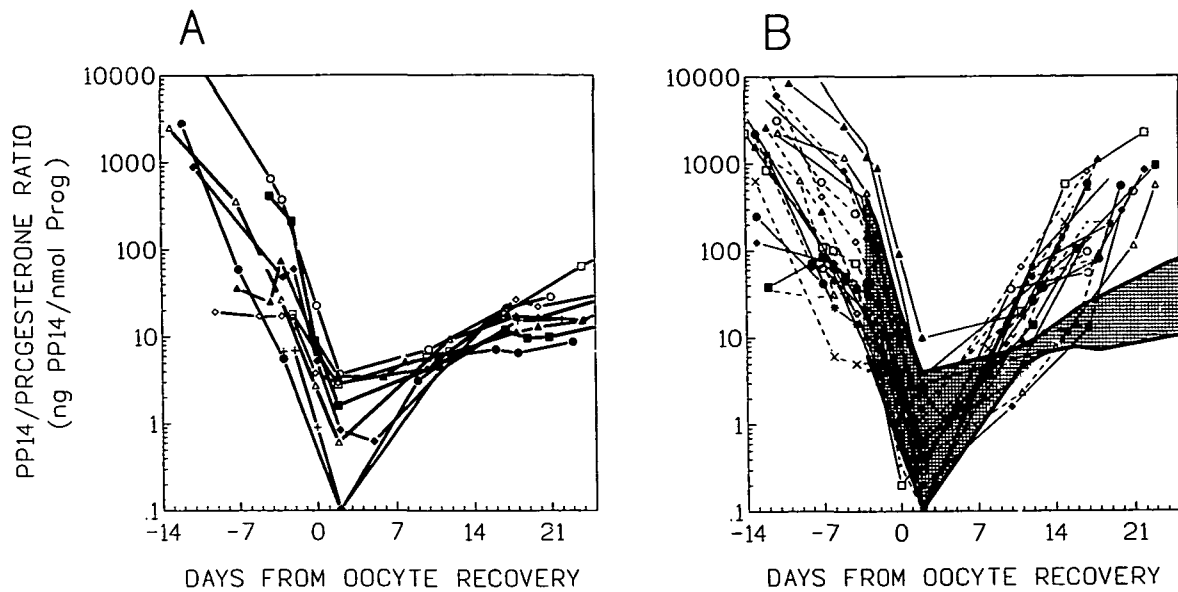 A
B
PP14/PRCGESTERONE RATIO
(ng PP14/nmol Prog)
10000
1000
100
10
1
.1
-14 -7 0 7 14 21
DAYS FROM OOCYTE RECOVERY
10000
1000
100
10
1
.1
-14 -7 0 7 14 21
DAYS FROM OOCYTE RECOVERY